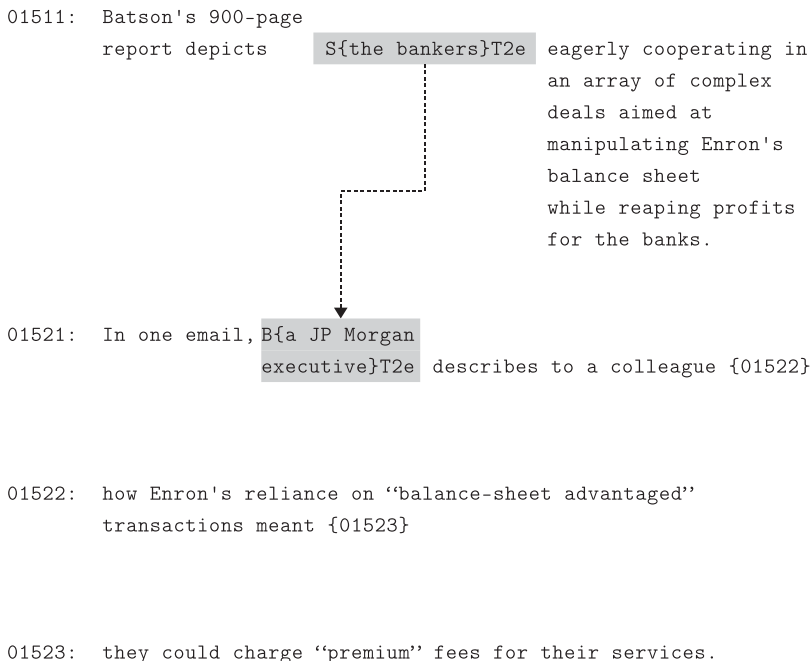 01511: Batson's 900-page
report depicts S{the bankers}T2e eagerly cooperating in
an array of complex
deals aimed at
manipulating Enron's
balance sheet
while reaping profits
for the banks.
01521: In one email, B{a JP Morgan
executive}T2e describes to a colleague {01522}
01522: how Enron's reliance on “balance-sheet advantaged”
transactions meant {01523}
01523: they could charge “premium” fees for their services.